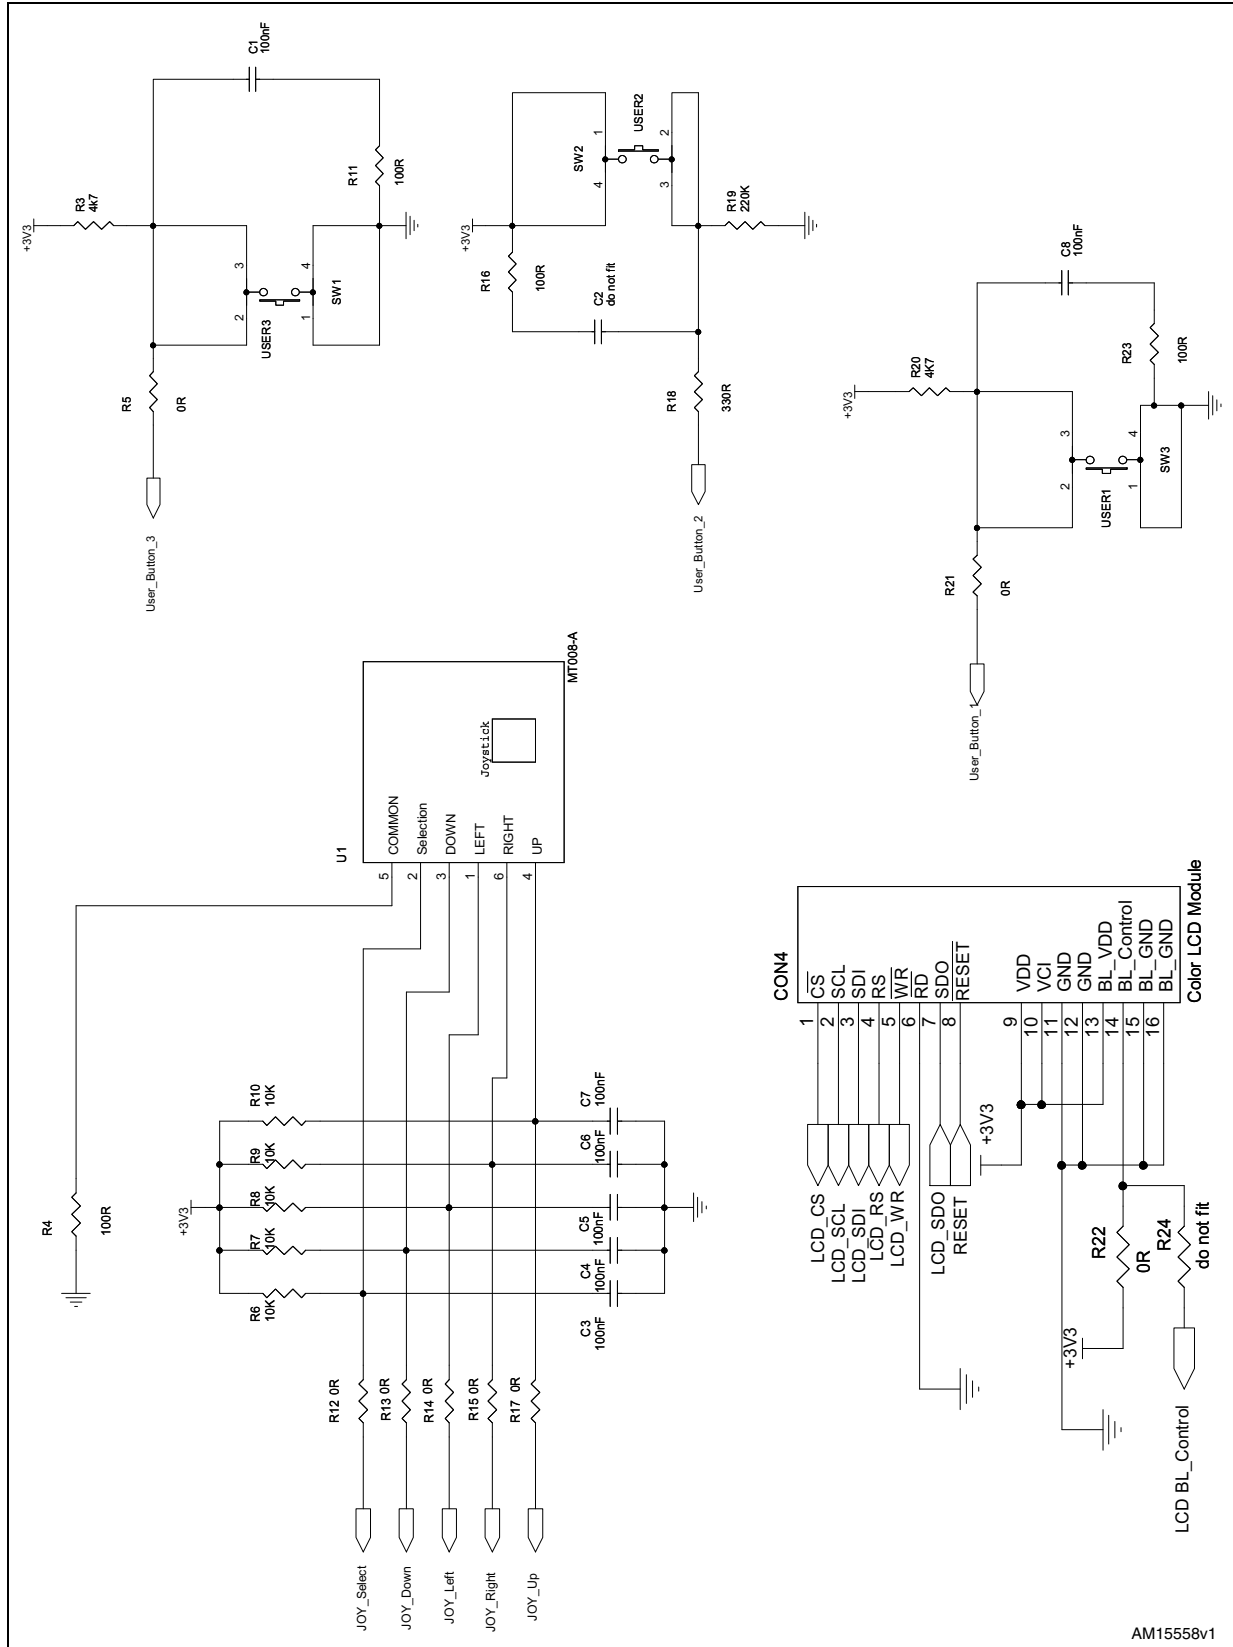 C1
100nF
R3
4k7
R11
100R
+3V3
3
4
2
1
SW1
USER3
R5
0R
User_Button_3
USER2
SW2
1
2
4
3
R19
220K
+3V3
R16
100R
C2
do not fit
R18
330R
User_Button_2
C8
100nF
R20
4K7
R23
100R
+3V3
3
4
2
1
SW3
USER1
R21
0R
User_Button_1
MT008-A
Joystick
U1
5 COMMON
2 Selection
3 DOWN
1 LEFT
6 RIGHT
4 UP
R4
100R
+3V3
R10
10K
R9
10K
R8
10K
R7
10K
R6
10K
C7
100nF
C6
100nF
C5
100nF
C4
100nF
C3
100nF
R12 0R
R13 0R
R14 0R
R15 0R
R17 0R
JOY_Select
JOY_Down
JOY_Left
JOY_Right
JOY_Up
CON4
Color LCD Module
1 CS
2 SCL
3 SDI
4 RS
5 WR
6 RD
7 SDO
8 RESET
9 VDD
10 VCI
11 GND
12 GND
13 BL_VDD
14 BL_Control
15 BL_GND
16 BL_GND
LCD_CS
LCD_SCL
LCD_SDI
LCD_RS
LCD_WR
LCD_SDO
RESET
+3V3
R22
0R
R24
do not fit
+3V3
LCD BL_Control
AM15558v1